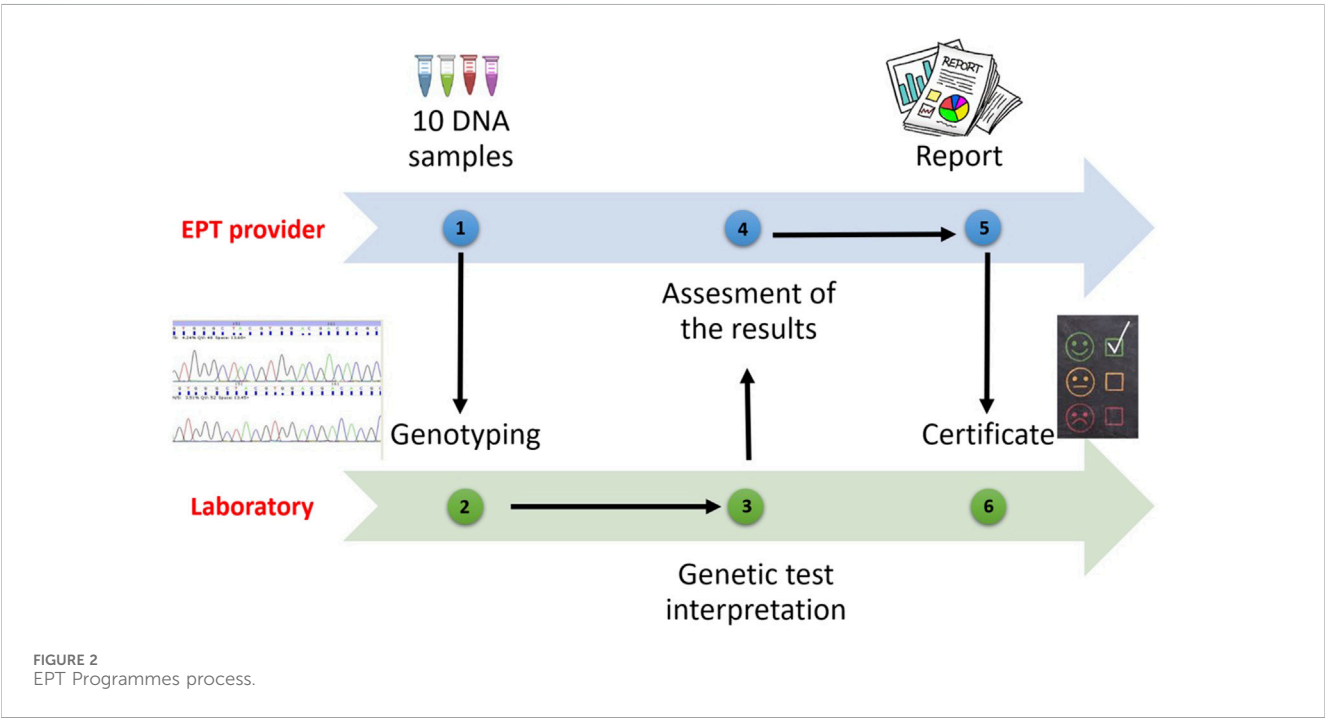 10 DNA
samples
REPORT
Report
EPT provider
1
4
5
Assesment of
the results
Genotyping
Certificate
Laboratory
2
3
6
Genetic test
interpretation
FIGURE 2
EPT Programmes process.